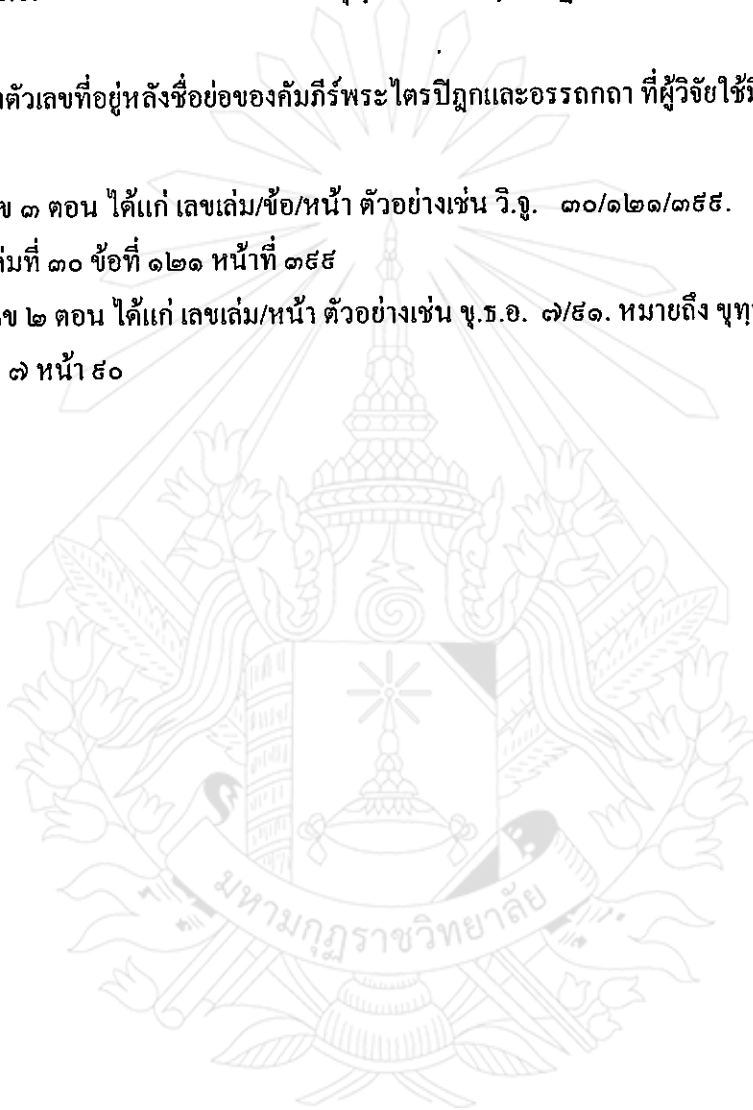 ตัวเลขที่อยู่หลังชื่อย่อของคัมภีร์พระไตรปิฎกและอรรถกถา ที่ผู้วิจัยใช้
๓ ตอน ได้แก่ เลขเล่ม/ข้อ/หน้า ตัวอย่างเช่น วิ.จู. ๓๐/๑๒๑/๓๙๙.
ที่ ๓๐ ข้อที่ ๑๒๑ หน้าที่ ๓๙๙
๒ ตอน ได้แก่ เลขเล่ม/หน้า ตัวอย่างเช่น ขุ.ธ.อ. ๗/๙๑. หมายถึง
๗ หน้า ๙๐
มหามกุฏราชวิทยาลัย